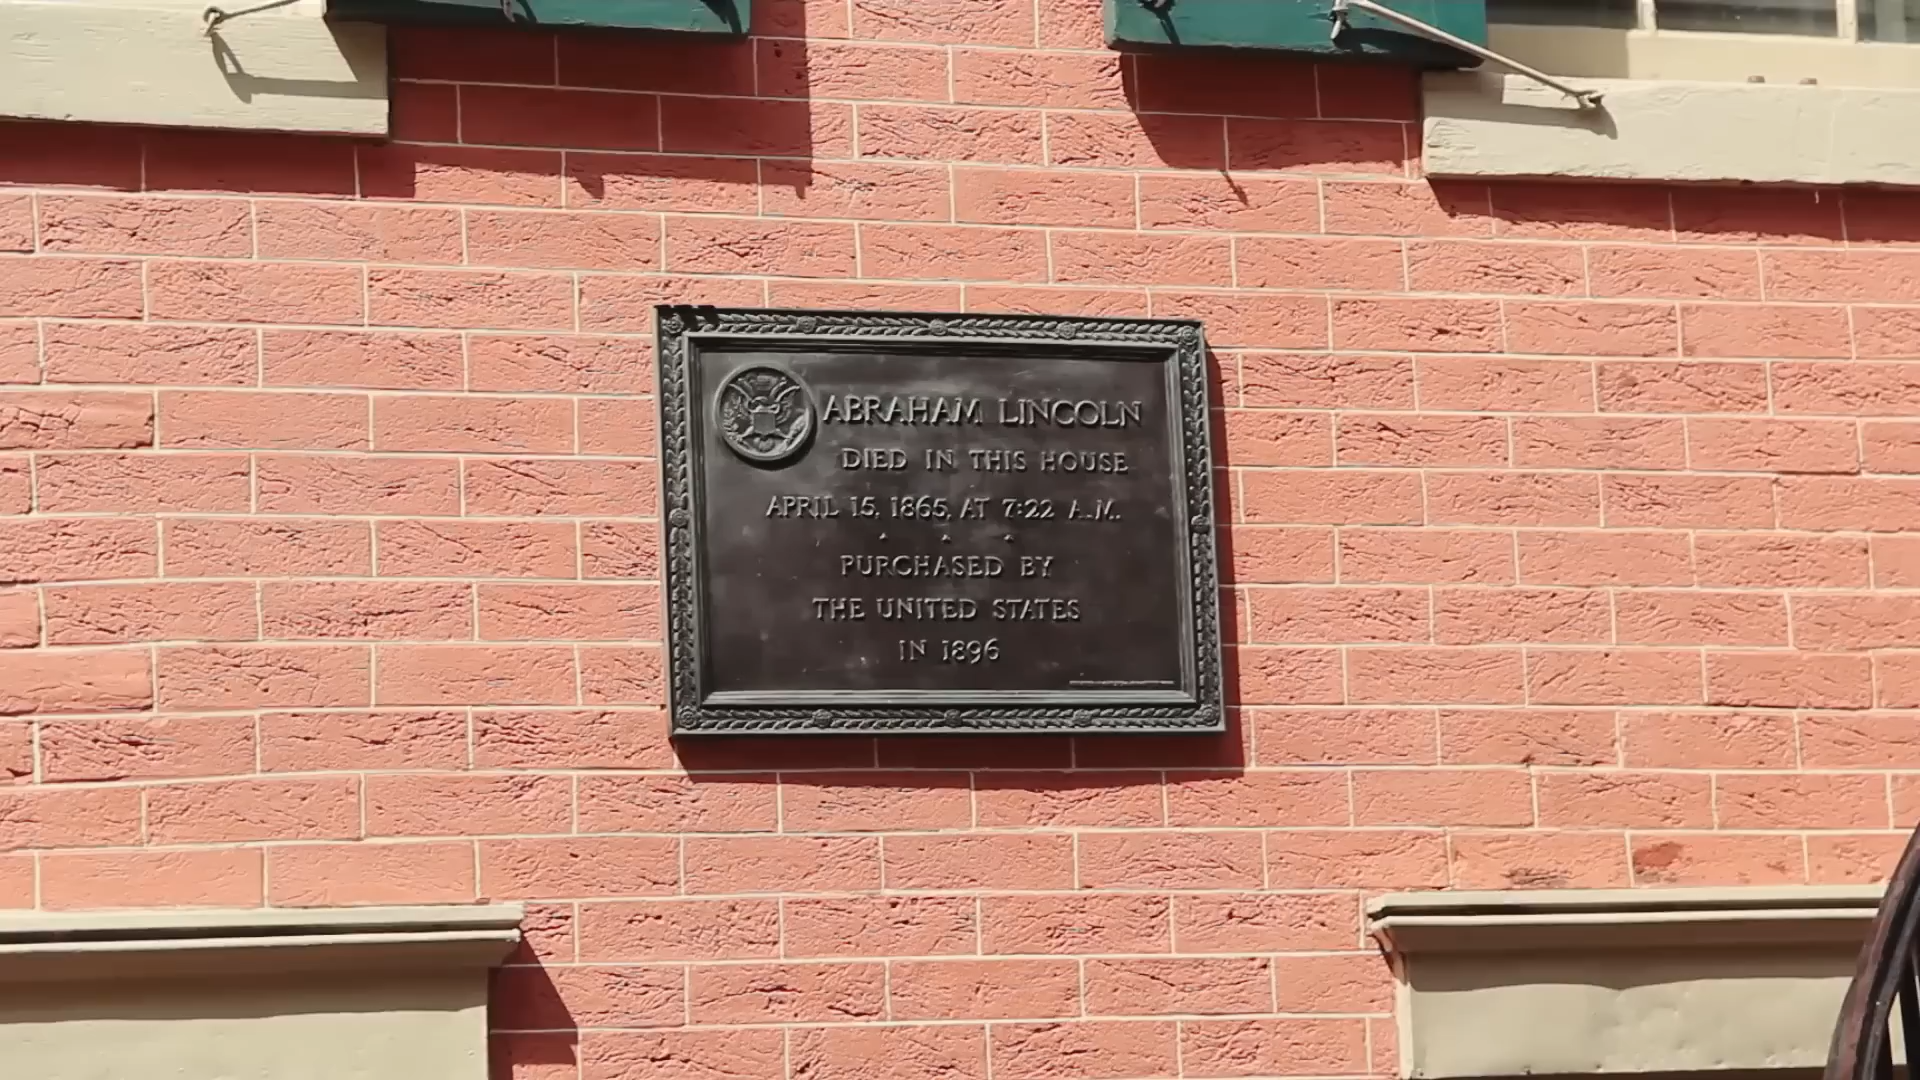 ABRAHAM LINCOLN
DIED IN THIS HOUSE
APRIL 15, 1865, AT 7:22 A.M.
PURCHASED BY
THE UNITED STATES
IN 1896